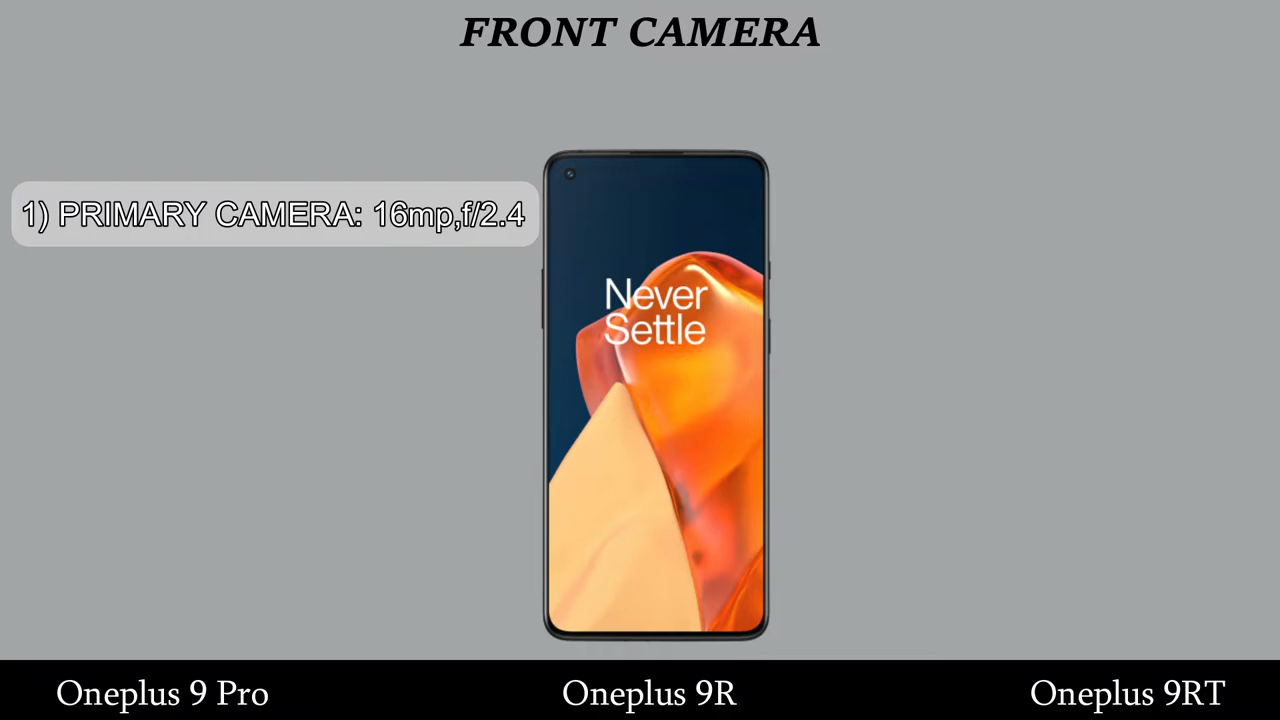 FRONT CAMERA
1) PRIMARY CAMERA: 16mp,f/2.4
Never
Settle
Oneplus 9 Pro
Oneplus 9R
Oneplus 9RT